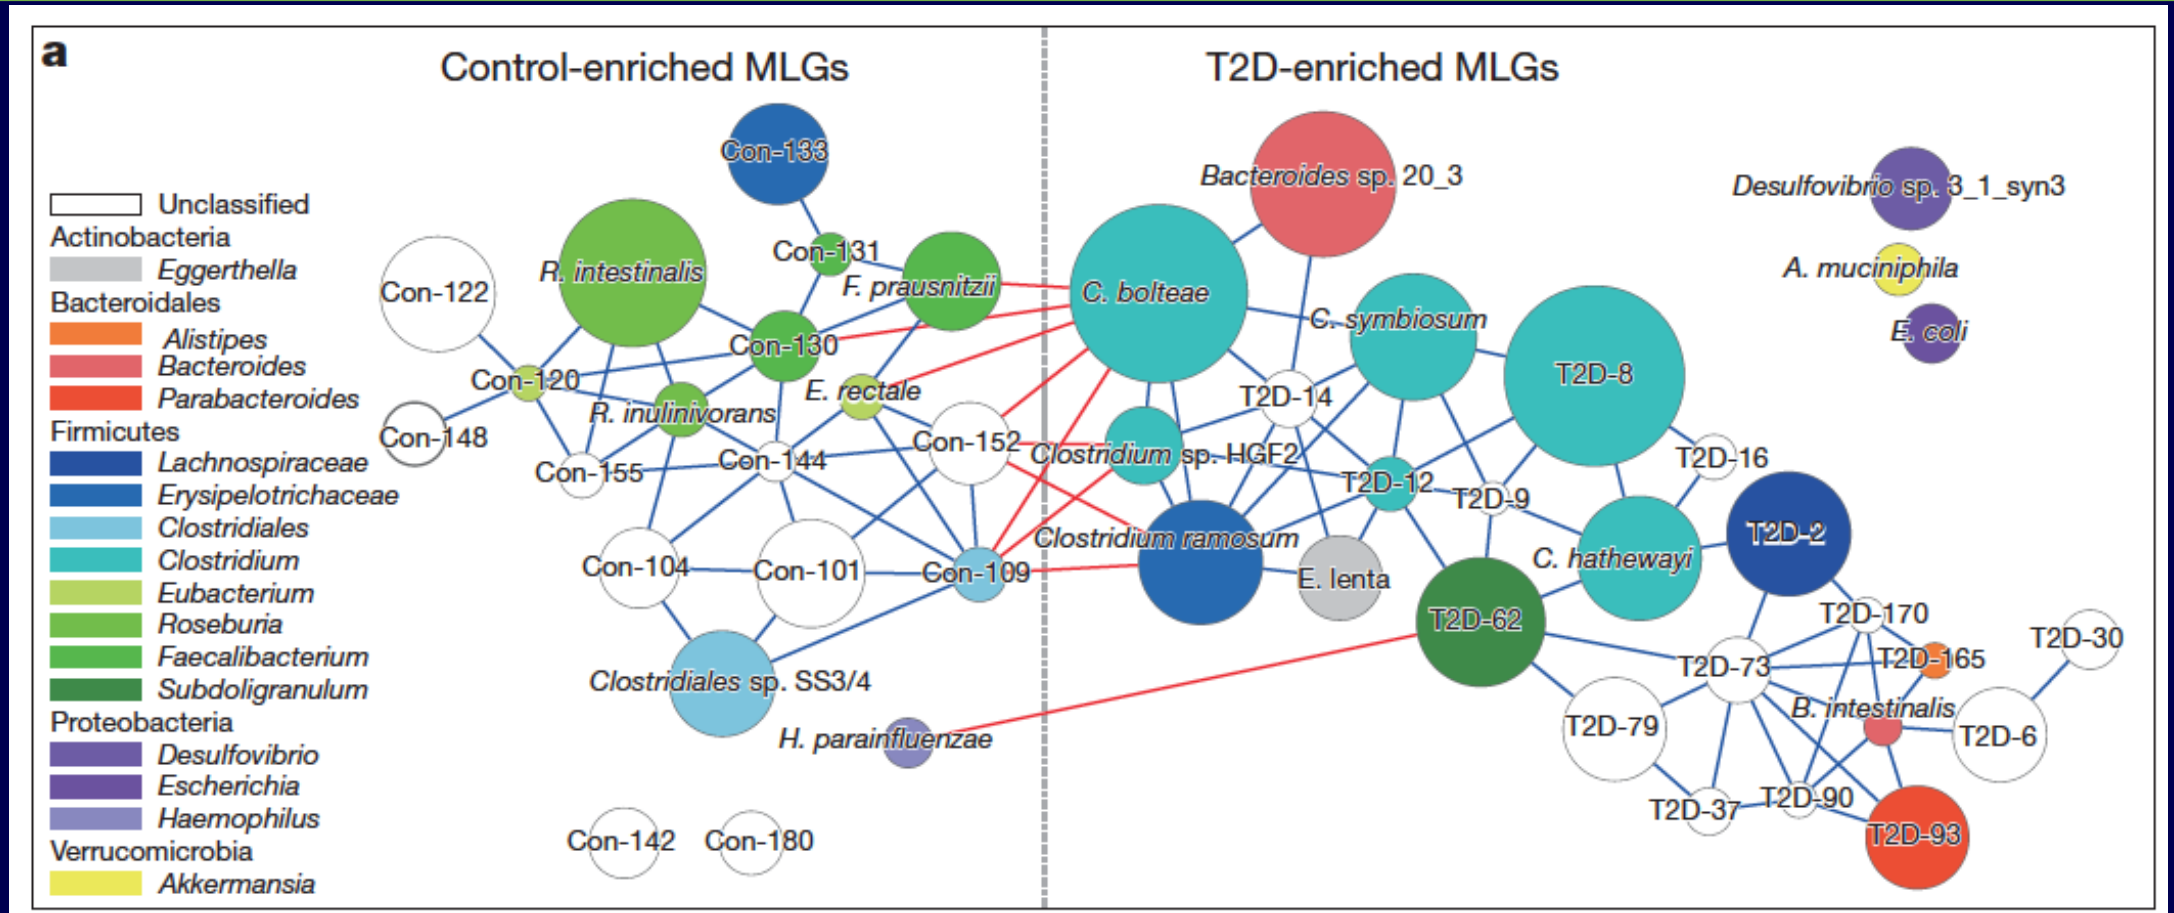 a
Control-enriched MLGs
T2D-enriched MLGs
Unclassified
Actinobacteria
Eggerthella
Bacteroidales
Alistipes
Bacteroides
Parabacteroides
Firmicutes
Lachnospiraceae
Erysipelotrichaceae
Clostridiales
Clostridium
Eubacterium
Roseburia
Faecalibacterium
Subdoligranulum
Proteobacteria
Desulfovibrio
Escherichia
Haemophilus
Verrucomicrobia
Akkermansia
Con-133
Con-131
R. intestinalis
F. prausnitzii
Con-122
Con-130
Con-120
E. rectale
R. inulinivorans
Con-148
Con-152
Con-155
Con-144
Con-104
Con-101
Con-109
Clostridiales sp. SS3/4
H. parainfluenzae
Con-142
Con-180
Bacteroides sp. 20_3
Desulfovibrio sp. 3_1_syn3
A. muciniphila
E. coli
C. bolteae
C. symbiosum
T2D-8
T2D-14
Clostridium sp. HGF2
T2D-16
T2D-12
T2D-9
Clostridium ramosum
T2D-2
C. hathewayi
E. lenta
T2D-62
T2D-170
T2D-30
T2D-73
T2D-165
B. intestinalis
T2D-79
T2D-6
T2D-37
T2D-90
T2D-93